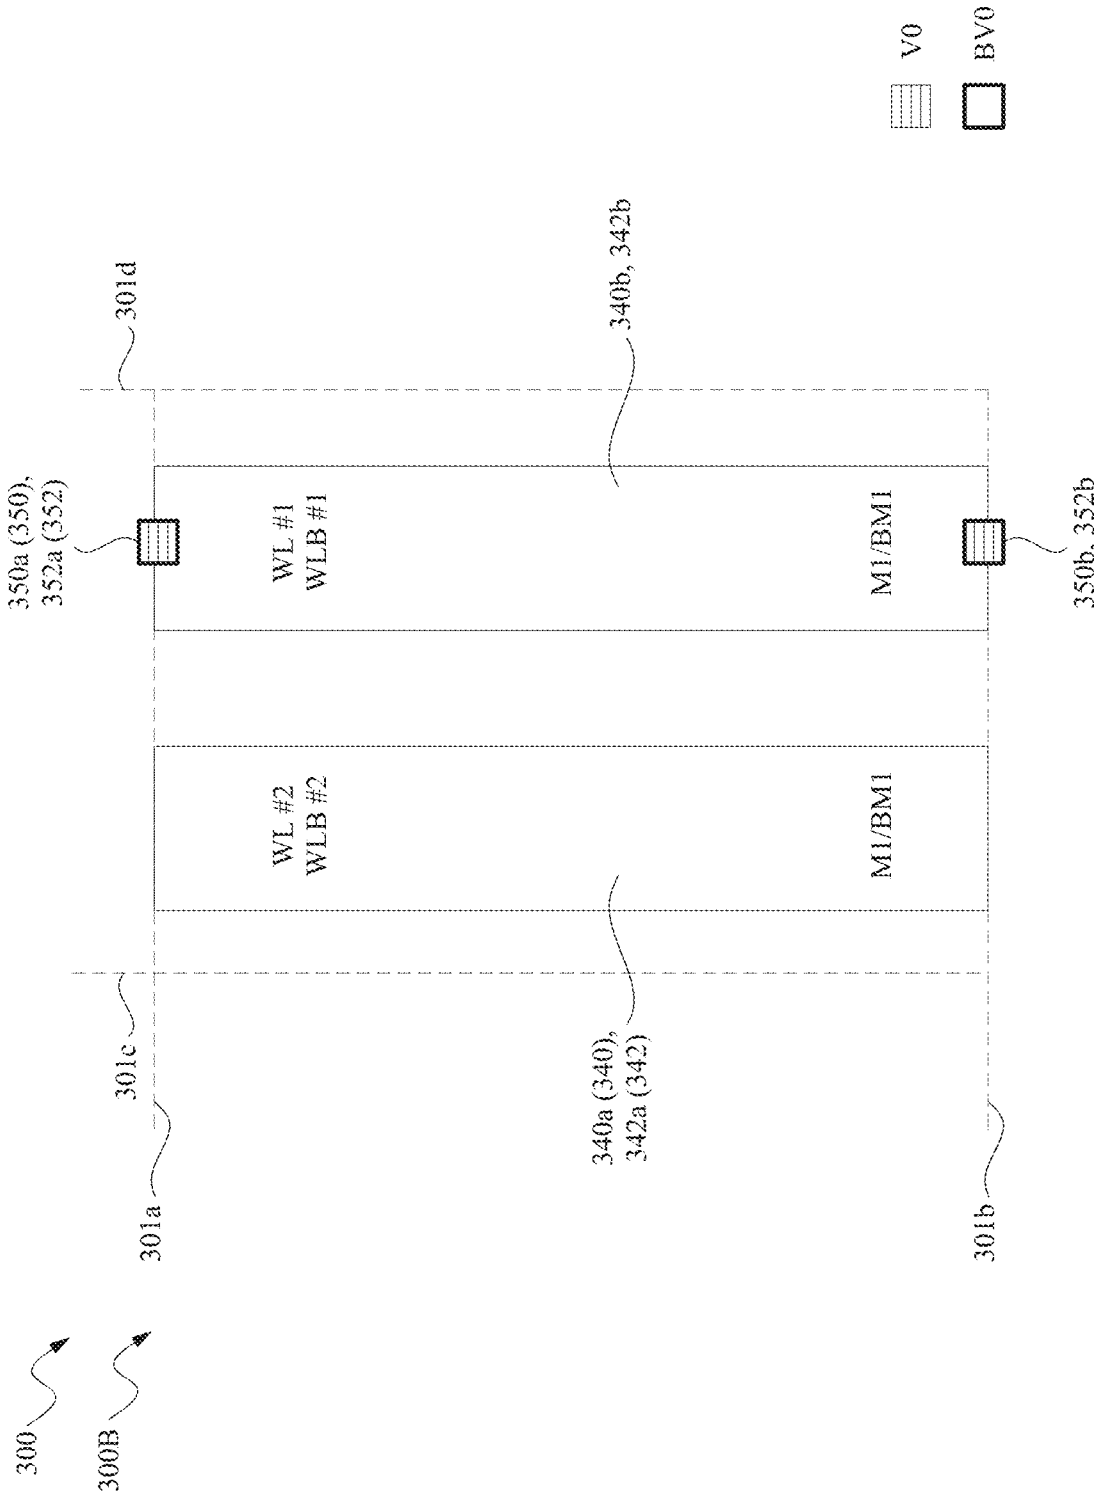 300
300B
301a
301b
301c
301d
350a (350),
352a (352)
WL #2
WLB #2
WL #1
WLB #1
340a (340),
342a (342)
340b, 342b
M1/BM1
M1/BM1
350b, 352b
V0
BV0